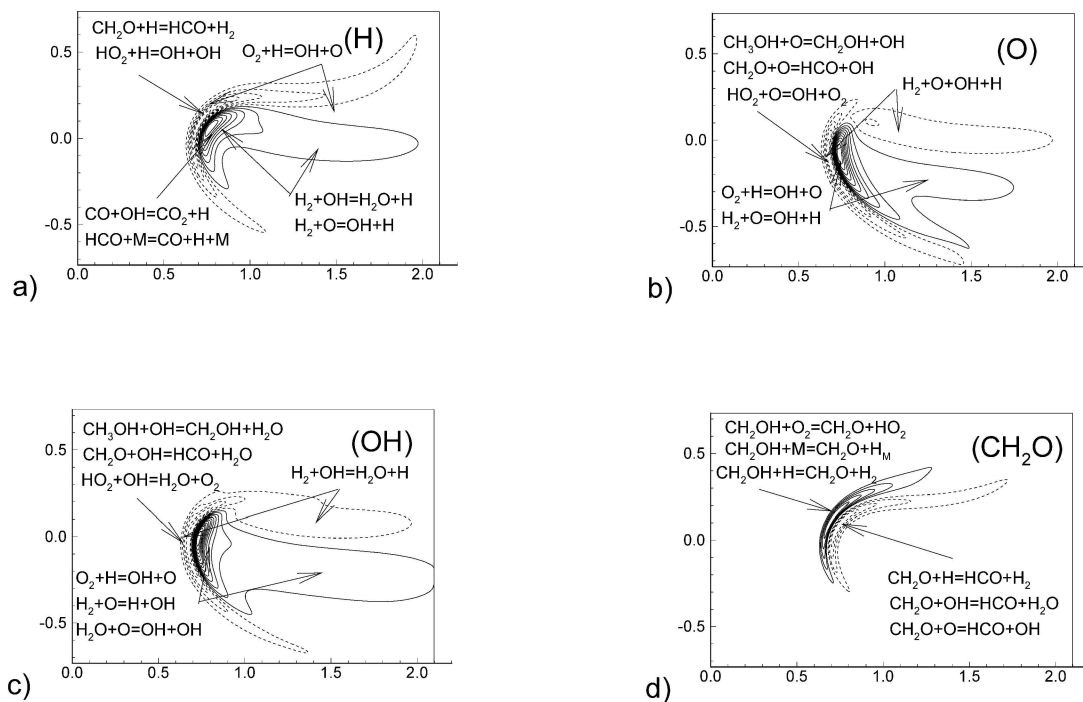 CH₂O+H=HCO+H₂
HO₂+H=OH+OH
O₂+H=OH+O
(H)
CO+OH=CO₂+H
HCO+M=CO+H+M
H₂+OH=H₂O+H
H₂+O=OH+H
0.5
0.0
-0.5
0.0 0.5 1.0 1.5 2.0
a)
CH₃OH+O=CH₂OH+OH
CH₂O+O=HCO+OH
HO₂+O=OH+O₂
(O)
H₂+O+OH+H
O₂+H=OH+O
H₂+O=OH+H
0.5
0.0
-0.5
0.0 0.5 1.0 1.5 2.0
b)
CH₃OH+OH=CH₂OH+H₂O
CH₂O+OH=HCO+H₂O
HO₂+OH=H₂O+O₂
(OH)
H₂+OH=H₂O+H
O₂+H=OH+O
H₂+O=H+OH
H₂O+O=OH+OH
0.5
0.0
-0.5
0.0 0.5 1.0 1.5 2.0
c)
CH₂OH+O₂=CH₂O+HO₂
CH₂OH+M=CH₂O+H_M
CH₂OH+H=CH₂O+H₂
(CH₂O)
CH₂O+H=HCO+H₂
CH₂O+OH=HCO+H₂O
CH₂O+O=HCO+OH
0.5
0.0
-0.5
0.0 0.5 1.0 1.5 2.0
d)